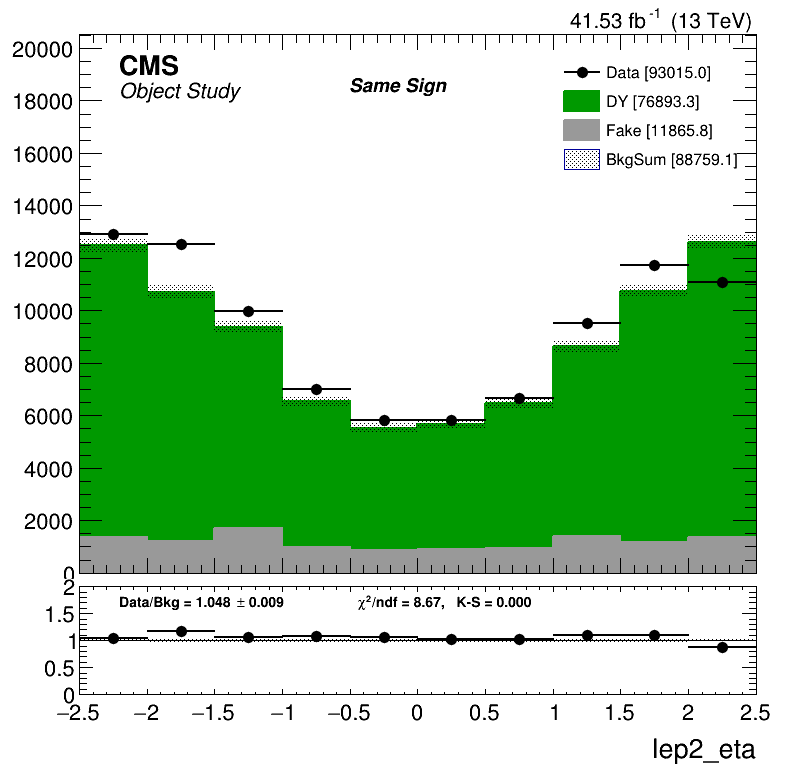 41.53 fb⁻¹ (13 TeV)
CMS
Object Study
Same Sign
Data [93015.0]
DY [76893.3]
Fake [11865.8]
BkgSum [88759.1]
20000
18000
16000
14000
12000
10000
8000
6000
4000
2000
0
Data/Bkg = 1.048 ± 0.009
χ²/ndf = 8.67, K-S = 0.000
2
1.5
1
0.5
0
−2.5 −2 −1.5 −1 −0.5 0 0.5 1 1.5 2 2.5
lep2_eta